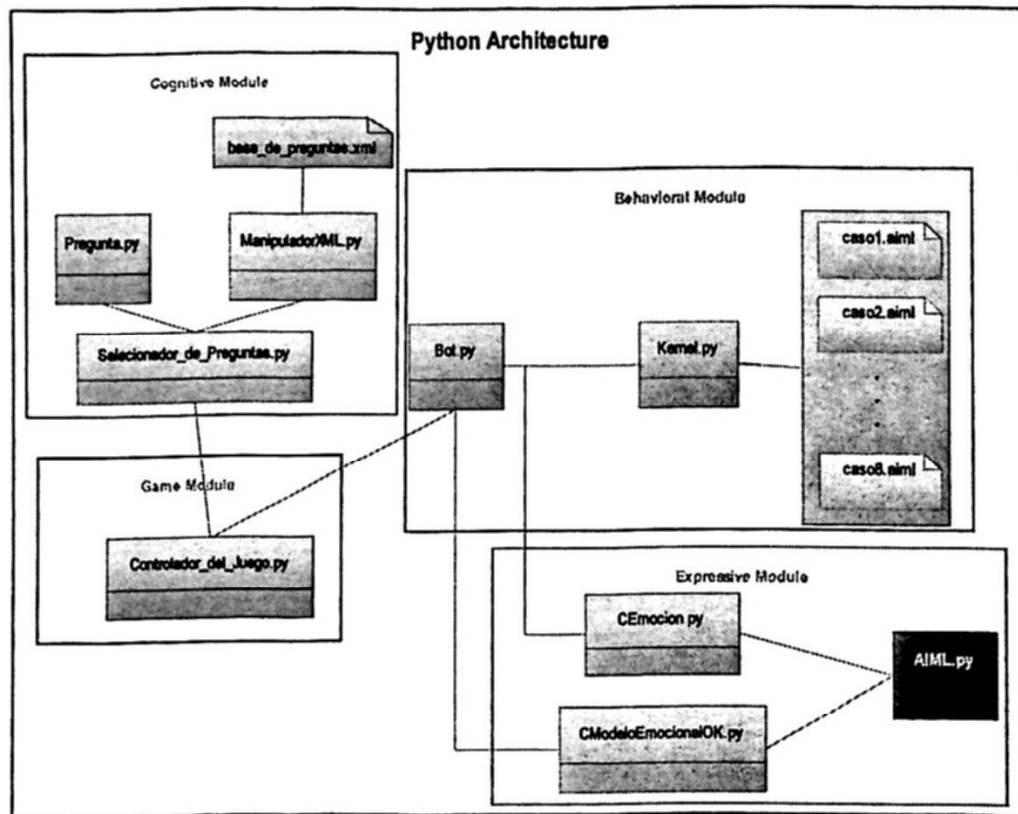 Python Architecture
Cognitive Module
base_de_preguntas.xml
Pregunta.py
ManipuladorXML.py
Selecionador_de_Preguntas.py
Game Module
Controlador_del_Juego.py
Behavioral Module
Bot.py
Kernel.py
caso1.aiml
caso2.aiml
.
.
.
caso8.aiml
Expressive Module
CEmocion.py
CModeloEmocionalOK.py
AIML.py